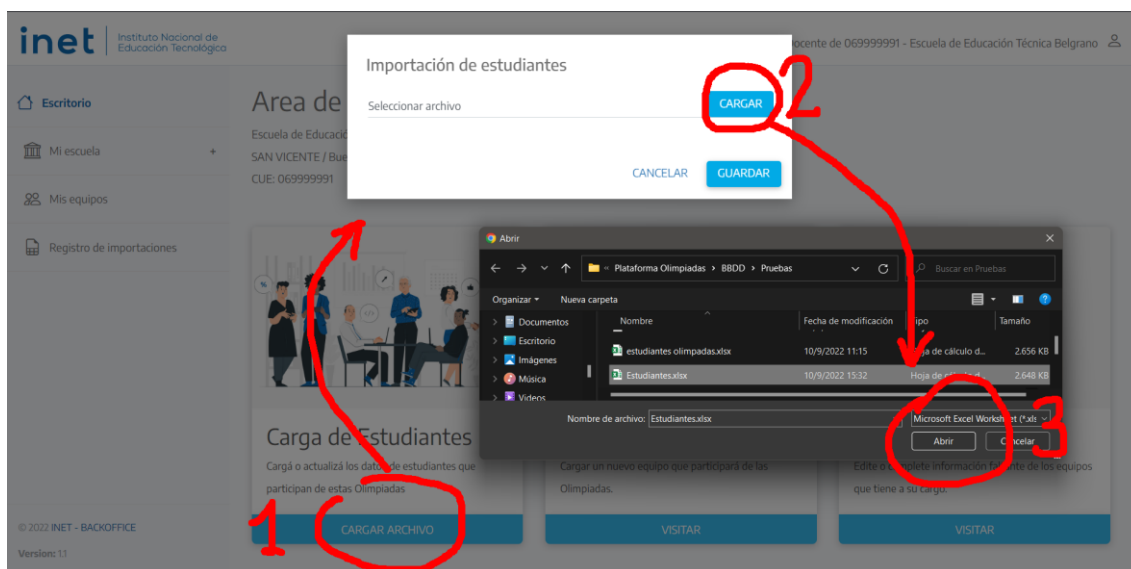 inet
Instituto Nacional de
Educación Tecnológica
Docente de 069999991 - Escuela de Educación Técnica Belgrano
Escritorio
Mi escuela +
Mis equipos
Registro de importaciones
© 2022 INET - BACKOFFICE
Version: 1.1
Area de
Escuela de Educació
SAN VICENTE / Bue
CUE: 069999991
Importación de estudiantes
Seleccionar archivo
CARGAR
2
CANCELAR
GUARDAR
Abrir
« Plataforma Olimpiadas › BBDD › Pruebas
Buscar en Pruebas
Organizar
Nueva carpeta
Documentos
Escritorio
Imágenes
Música
Videos
Nombre Fecha de modificación Tipo Tamaño
estudiantes olimpadas.xlsx 10/9/2022 11:15 Hoja de cálculo d... 2.656 KB
Estudiantes.xlsx 10/9/2022 15:32 Hoja de cálculo d... 2.648 KB
Nombre de archivo: Estudiantes.xlsx
Microsoft Excel Worksheet (*.xls
Abrir
Cancelar
3
Carga de Estudiantes
Cargá o actualizá los datos de estudiantes que
participan de estas Olimpiadas
1
CARGAR ARCHIVO
Cargar un nuevo equipo que participará de las
Olimpiadas.
VISITAR
Edite o complete información faltante de los equipos
que tiene a su cargo.
VISITAR